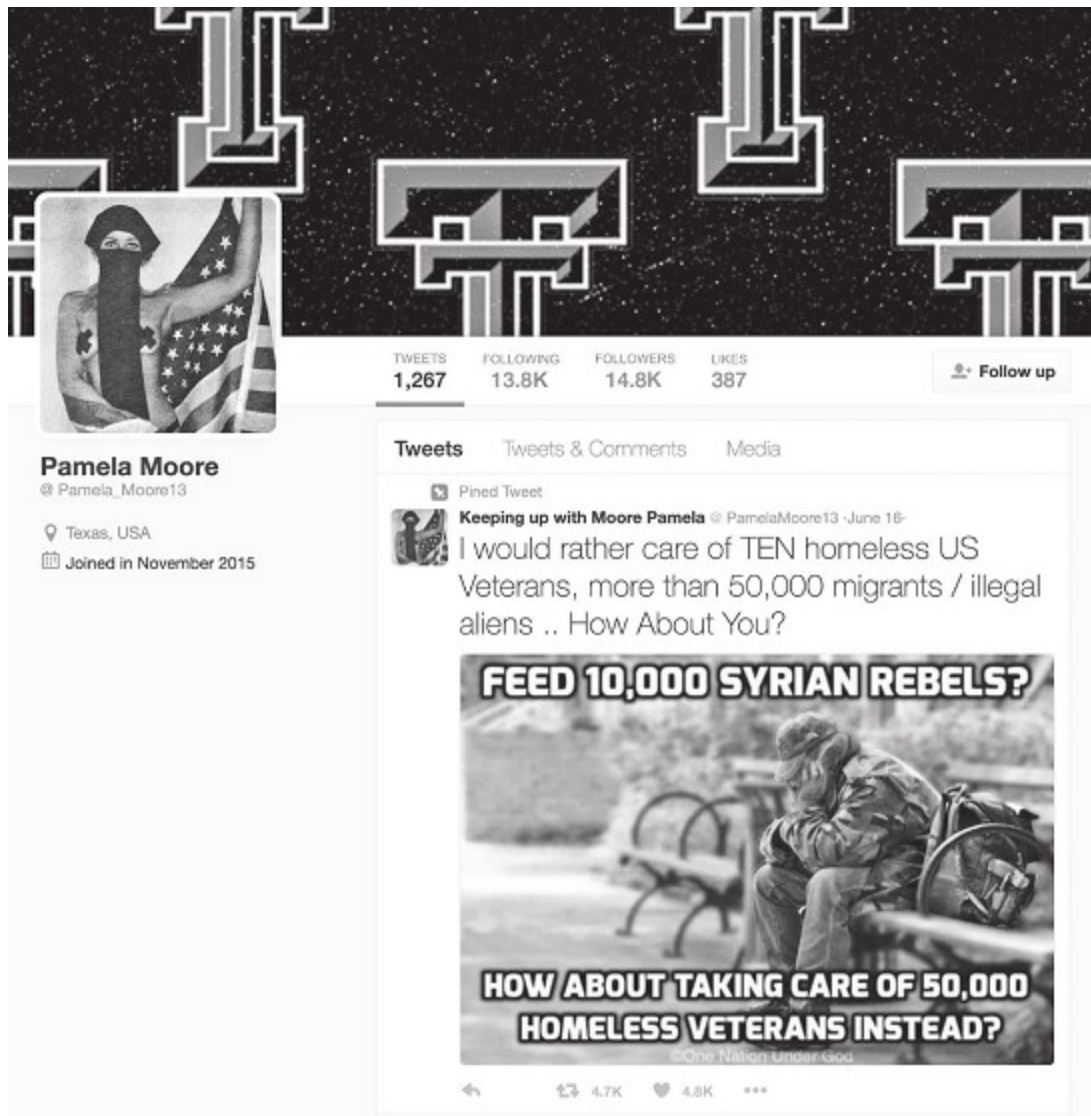 TWEETS FOLLOWING FOLLOWERS LIKES
1,267 13.8K 14.8K 387
Follow up
Pamela Moore
@ Pamela_Moore13
Texas, USA
Joined in November 2015
Tweets Tweets & Comments Media
Pined Tweet
Keeping up with Moore Pamela @ PamelaMoore13 ·June 16-
I would rather care of TEN homeless US
Veterans, more than 50,000 migrants / illegal
aliens .. How About You?
FEED 10,000 SYRIAN REBELS?
HOW ABOUT TAKING CARE OF 50,000
HOMELESS VETERANS INSTEAD?
©One Nation Under God
4.7K 4.8K